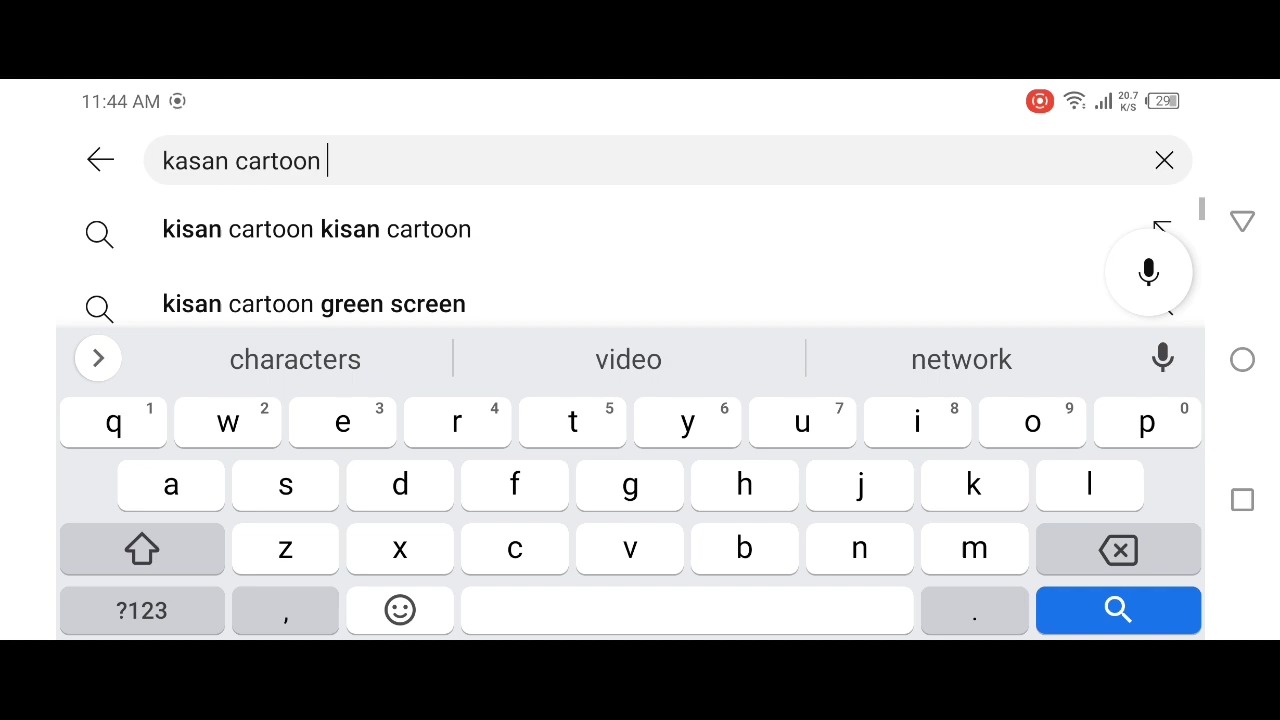 11:44 AM
20.7
K/S
29
kasan cartoon
kisan cartoon kisan cartoon
kisan cartoon green screen
characters video network
q 1 w 2 e 3 r 4 t 5 y 6 u 7 i 8 o 9 p 0
a s d f g h j k l
z x c v b n m
?123 , .